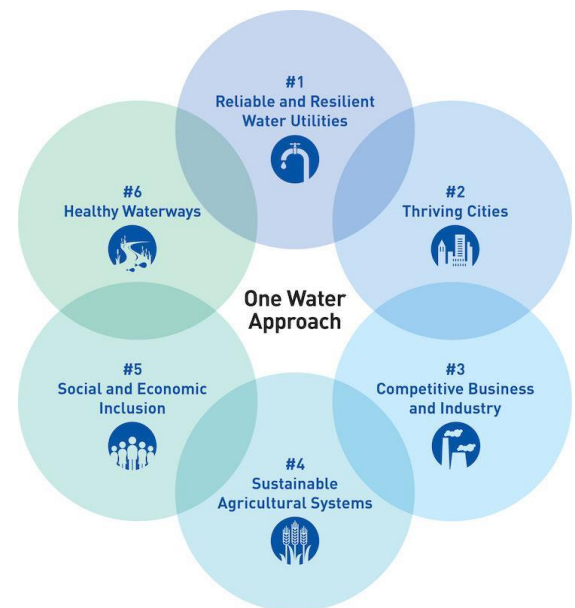 #1
Reliable and Resilient
Water Utilities
#2
Thriving Cities
#3
Competitive Business
and Industry
#4
Sustainable
Agricultural Systems
#5
Social and Economic
Inclusion
#6
Healthy Waterways
One Water
Approach